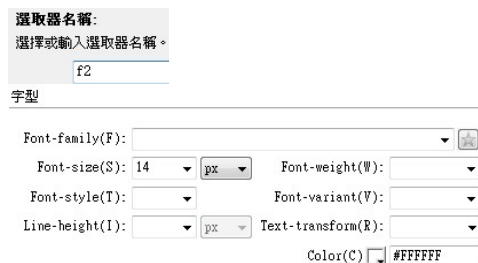 選取器名稱:
選擇或輸入選取器名稱。
f2
字型
Font-family(F):
Font-size(S): 14 px Font-weight(W):
Font-style(T): Font-variant(V):
Line-height(I): px Text-transform(R):
Color(C) #FFFFFF